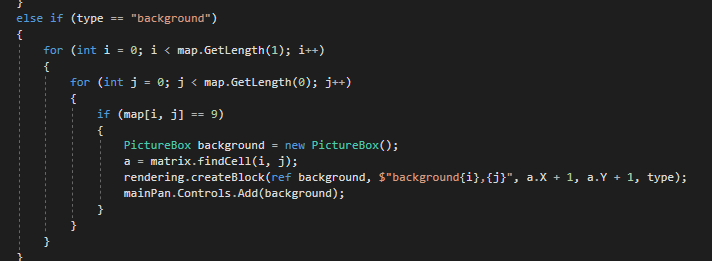 }
else if (type == "background")
{
for (int i = 0; i < map.GetLength(1); i++)
{
for (int j = 0; j < map.GetLength(0); j++)
{
if (map[i, j] == 9)
{
PictureBox background = new PictureBox();
a = matrix.findCell(i, j);
rendering.createBlock(ref background, $"background{i},{j}", a.X + 1, a.Y + 1, type);
mainPan.Controls.Add(background);
}
}
}
}